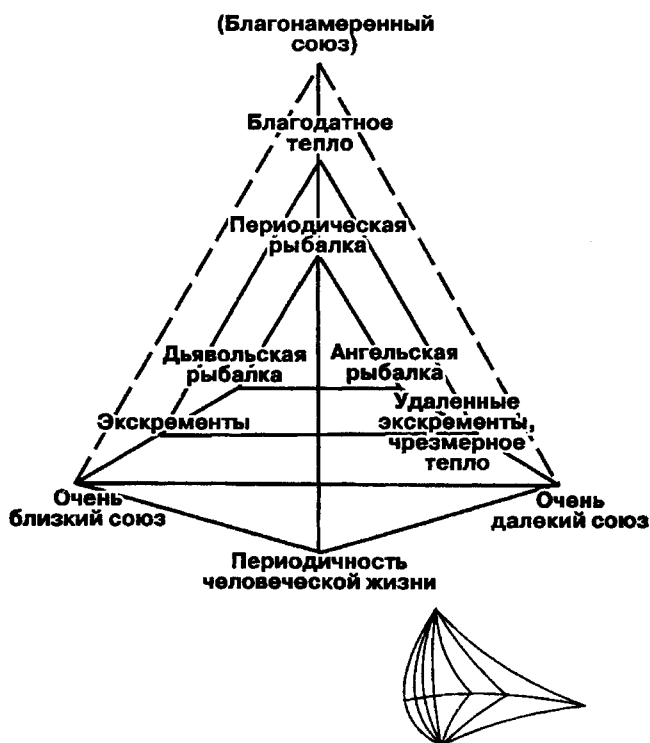 (Благонамеренный
союз)
Благодатное
тепло
Периодическая
рыбалка
Дьявольская
рыбалка
Ангельская
рыбалка
Экскременты
Удаленные
экскременты,
чрезмерное
тепло
Очень
близкий союз
Очень
далекий союз
Периодичность
человеческой жизни